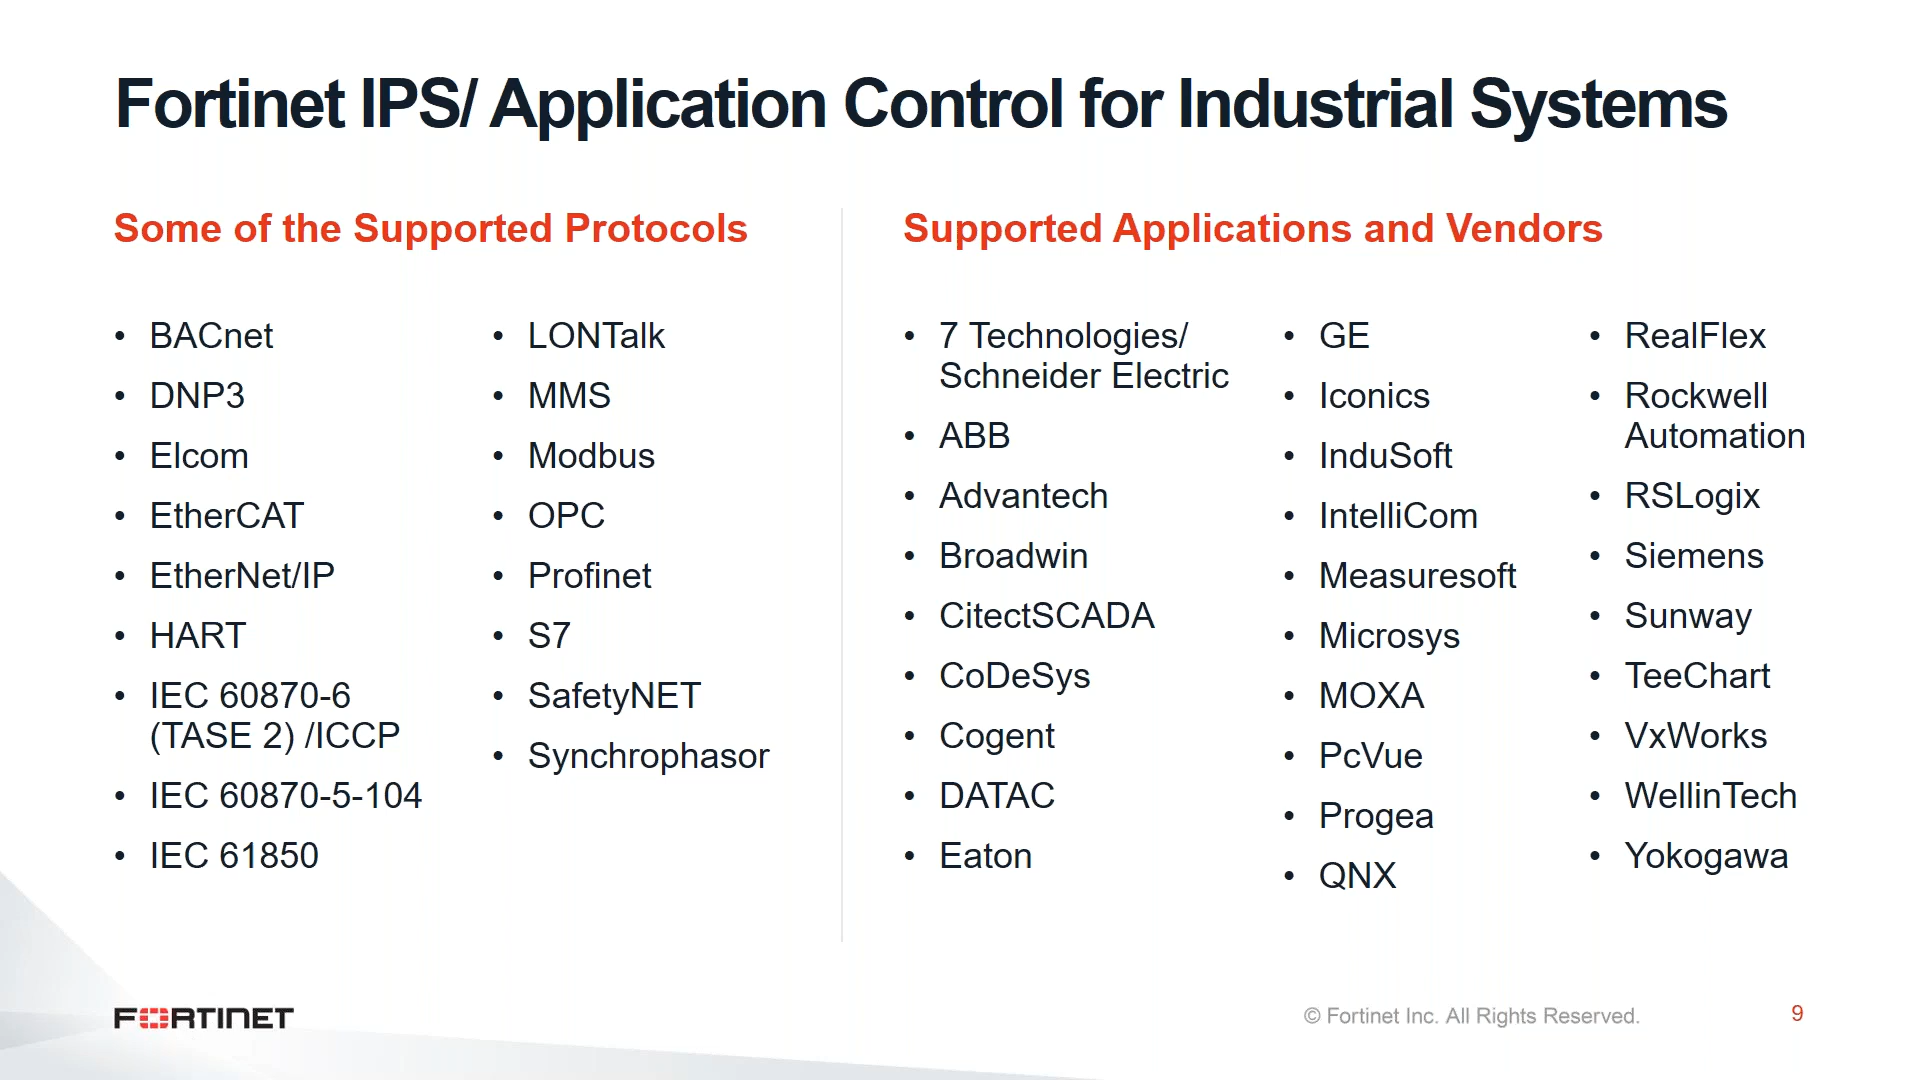 Fortinet IPS/ Application Control for Industrial Systems
Some of the Supported Protocols
• BACnet
• DNP3
• Elcom
• EtherCAT
• EtherNet/IP
• HART
• IEC 60870-6
(TASE 2) /ICCP
• IEC 60870-5-104
• IEC 61850
• LONTalk
• MMS
• Modbus
• OPC
• Profinet
• S7
• SafetyNET
• Synchrophasor
Supported Applications and Vendors
• 7 Technologies/
Schneider Electric
• ABB
• Advantech
• Broadwin
• CitectSCADA
• CoDeSys
• Cogent
• DATAC
• Eaton
• GE
• Iconics
• InduSoft
• IntelliCom
• Measuresoft
• Microsys
• MOXA
• PcVue
• Progea
• QNX
• RealFlex
• Rockwell
Automation
• RSLogix
• Siemens
• Sunway
• TeeChart
• VxWorks
• WellinTech
• Yokogawa
FORTINET
© Fortinet Inc. All Rights Reserved.
9